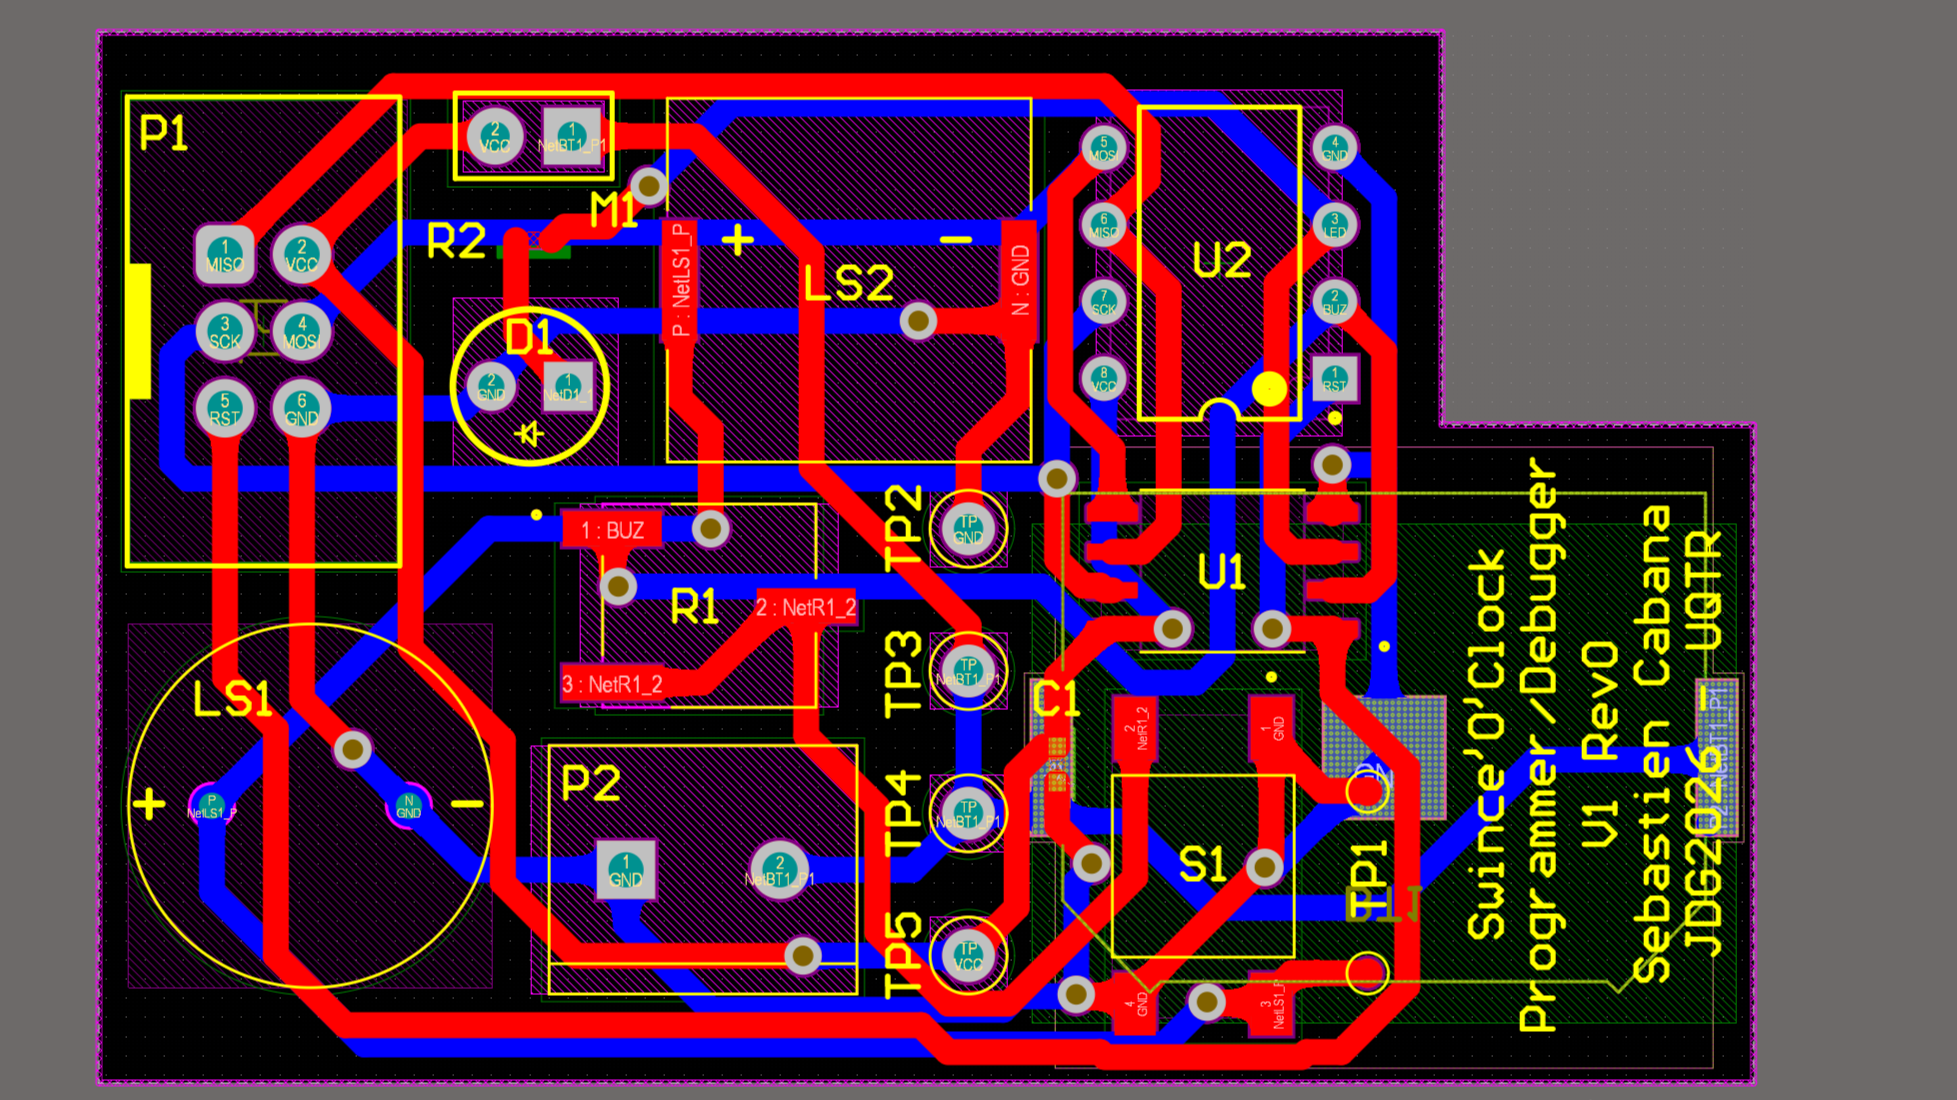 P1
1
MISO
2
VCC
3
SCK
4
MOSI
5
RST
6
GND
2
VCC
1
NetBT1_P1
M1
R2
D1
2
GND
1
NetD1_1
+
−
LS2
P : NetLS1_P
N : GND
U2
5
MOSI
6
MISO
7
SCK
8
VCC
4
GND
3
LED
2
BUZ
1
RST
1 : BUZ
R1
2 : NetR1_2
3 : NetR1_2
TP2
TP
GND
TP3
TP
NetBT1_P1
TP4
TP
NetBT1_P1
TP5
TP
VCC
U1
C1
LS1
+
−
P
NetLS1_P
N
GND
P2
1
GND
2
NetBT1_P1
2
NetR1_2
1
GND
S1
4
GND
3
TP1
BT1
Swince'O'Clock
Programmer/Debugger
V1 Rev0
Sebastien Cabana
JDG2026 - UQTR